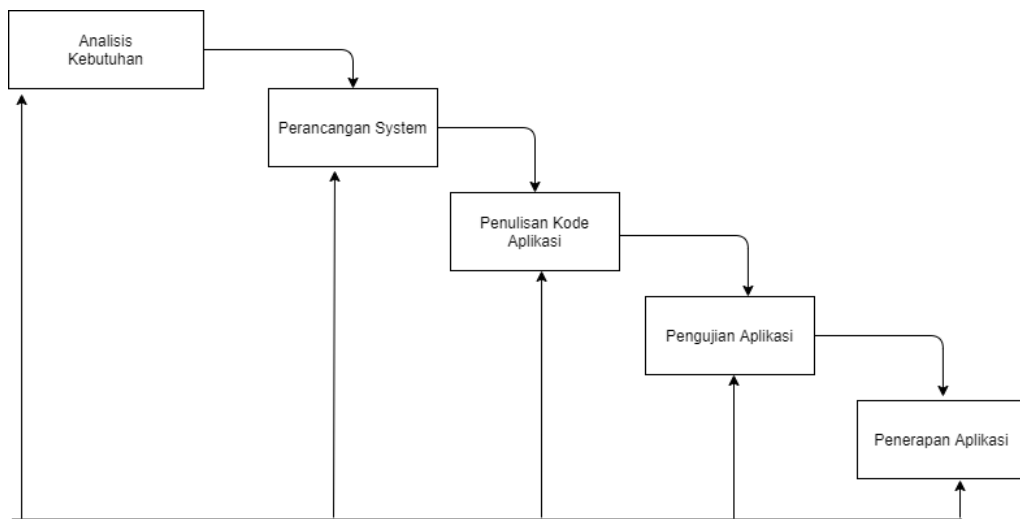 Analisis
Kebutuhan
Perancangan System
Penulisan Kode
Aplikasi
Pengujian Aplikasi
Penerapan Aplikasi